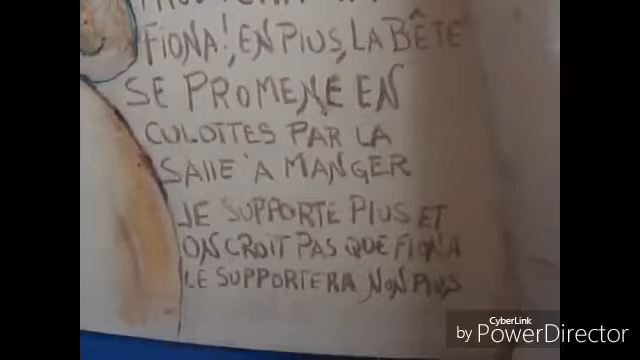 FIONA!, EN PlUS, LA BÊTE
SE PROMENE EN
CULOTTES PAR LA
SAllE À MANGER
JE SUPPORTE PlUS ET
ON CROIT PAS QUE FIONA
LE SUPPORTERA NON PlUS
CyberLink
by PowerDirector